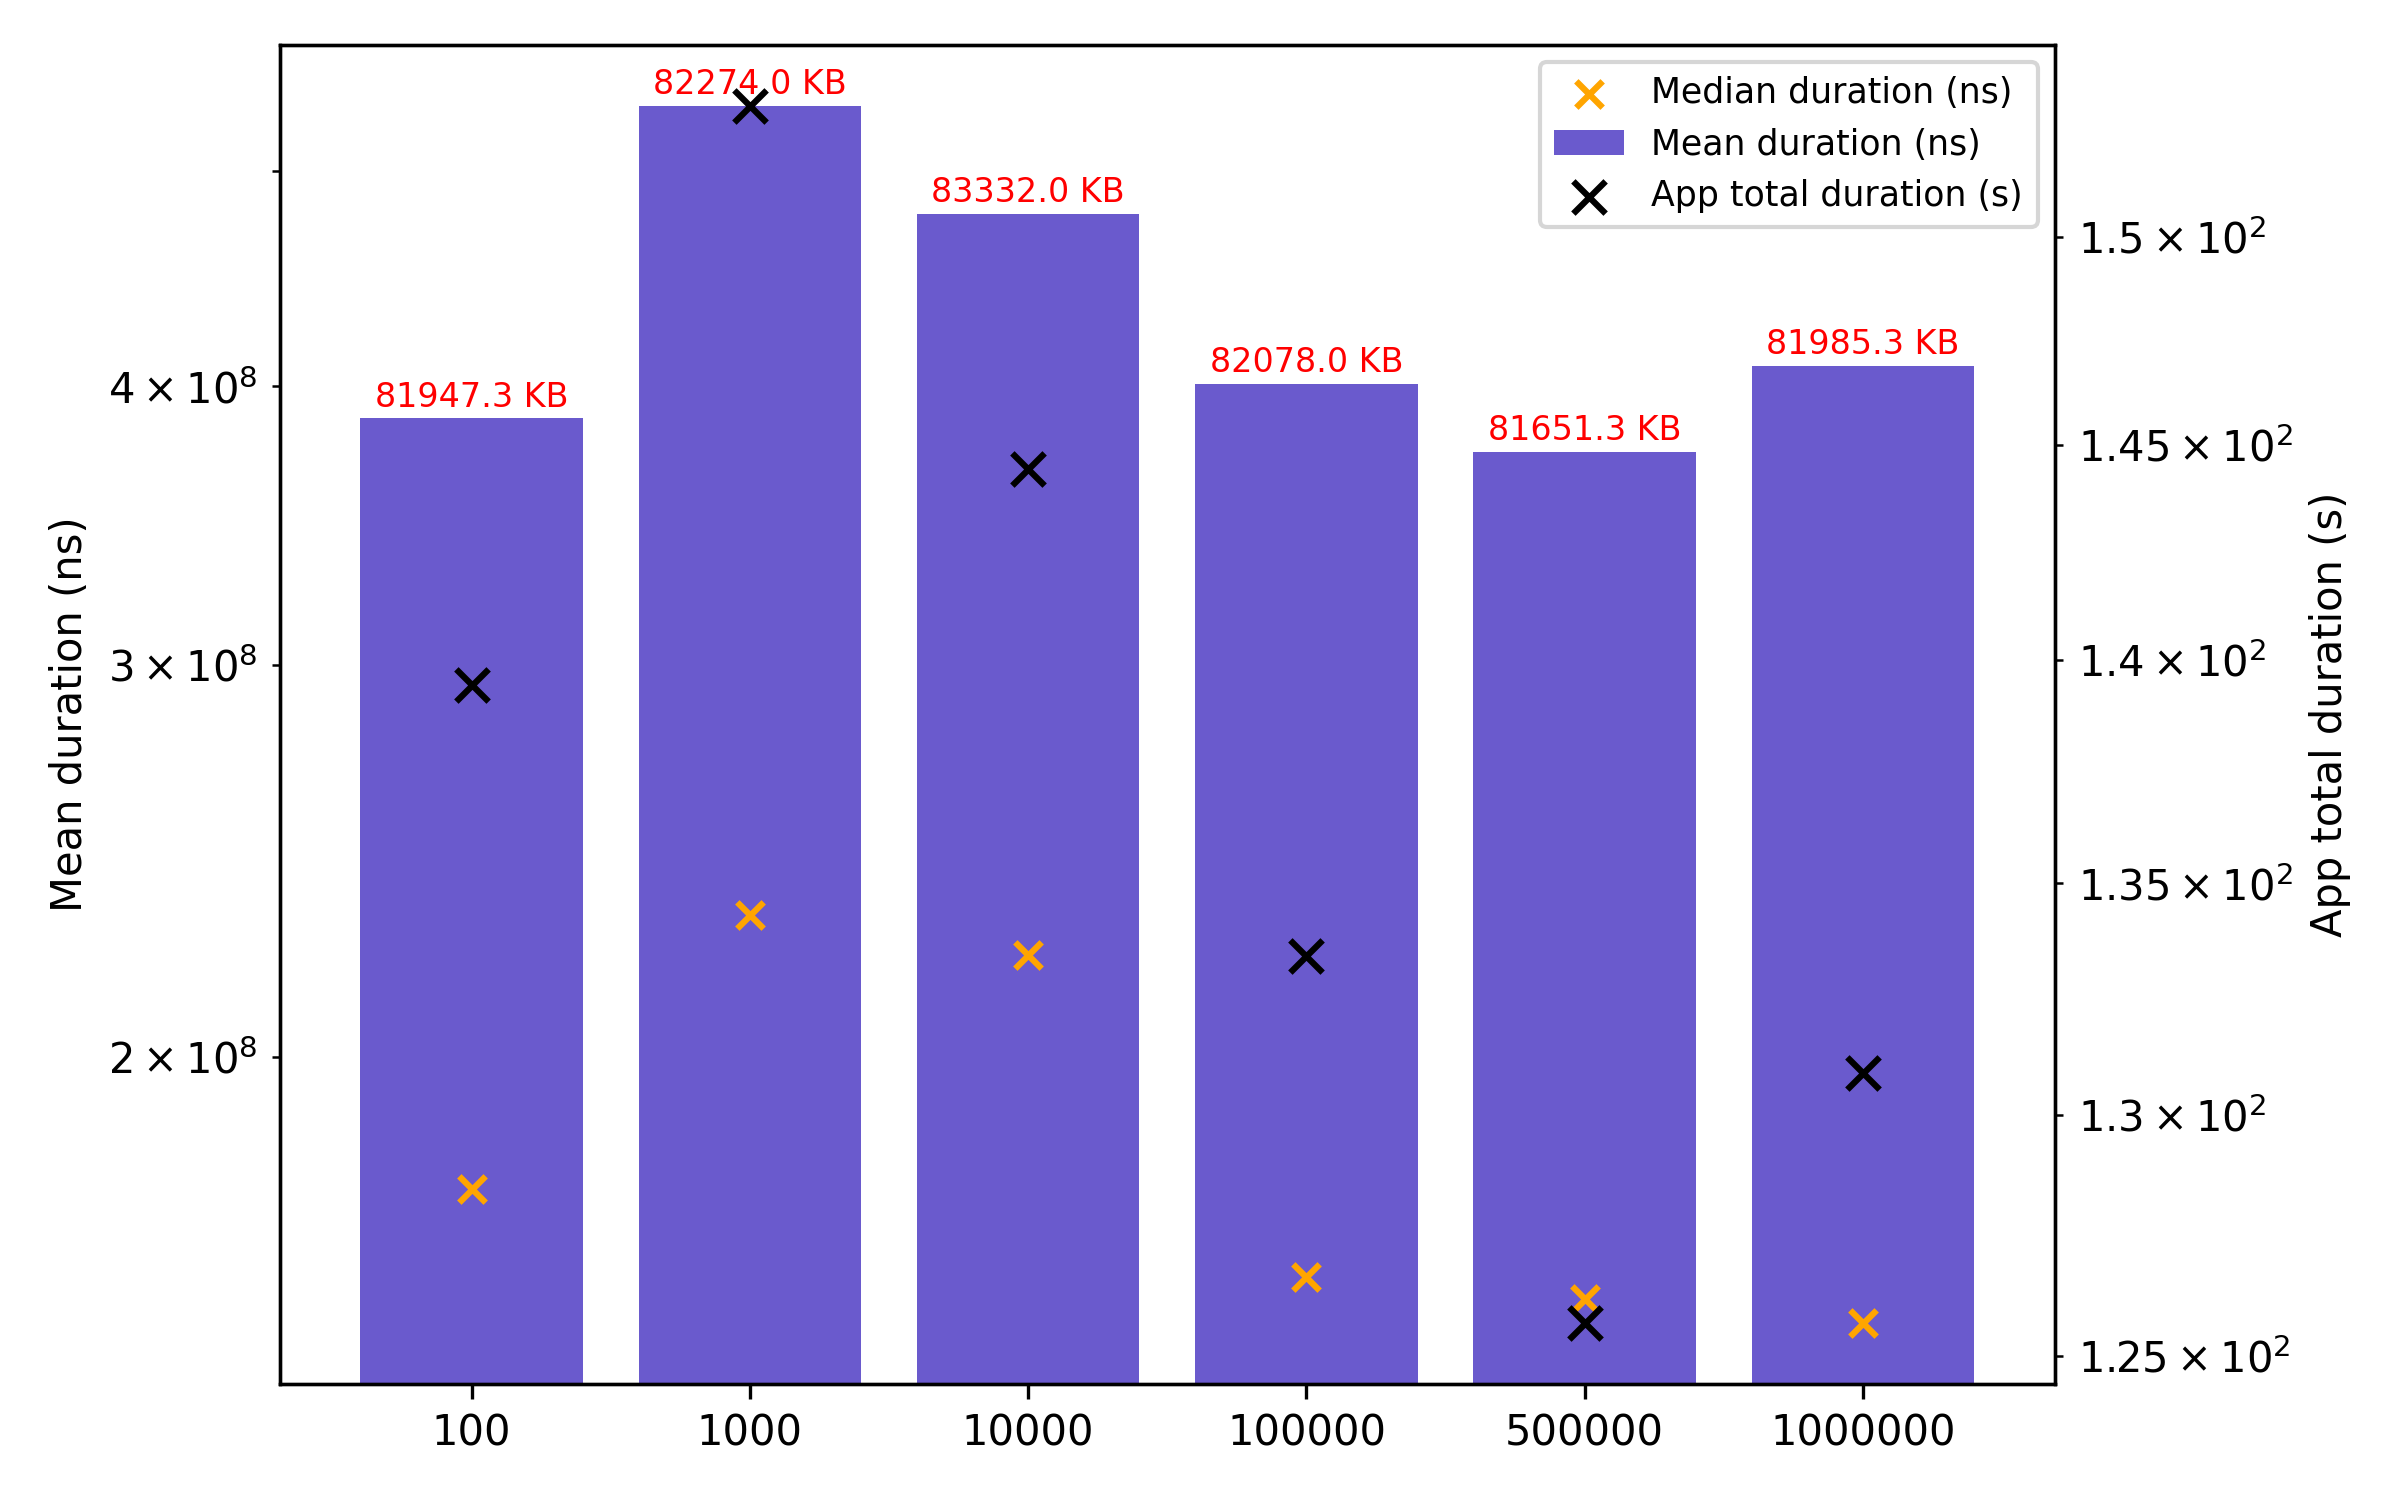 82274.0 KB
83332.0 KB
81947.3 KB
82078.0 KB
81651.3 KB
81985.3 KB
Median duration (ns)
Mean duration (ns)
App total duration (s)
Mean duration (ns)
4 × 10⁸
3 × 10⁸
2 × 10⁸
1.5 × 10²
1.45 × 10²
1.4 × 10²
1.35 × 10²
1.3 × 10²
1.25 × 10²
App total duration (s)
100 1000 10000 100000 500000 1000000